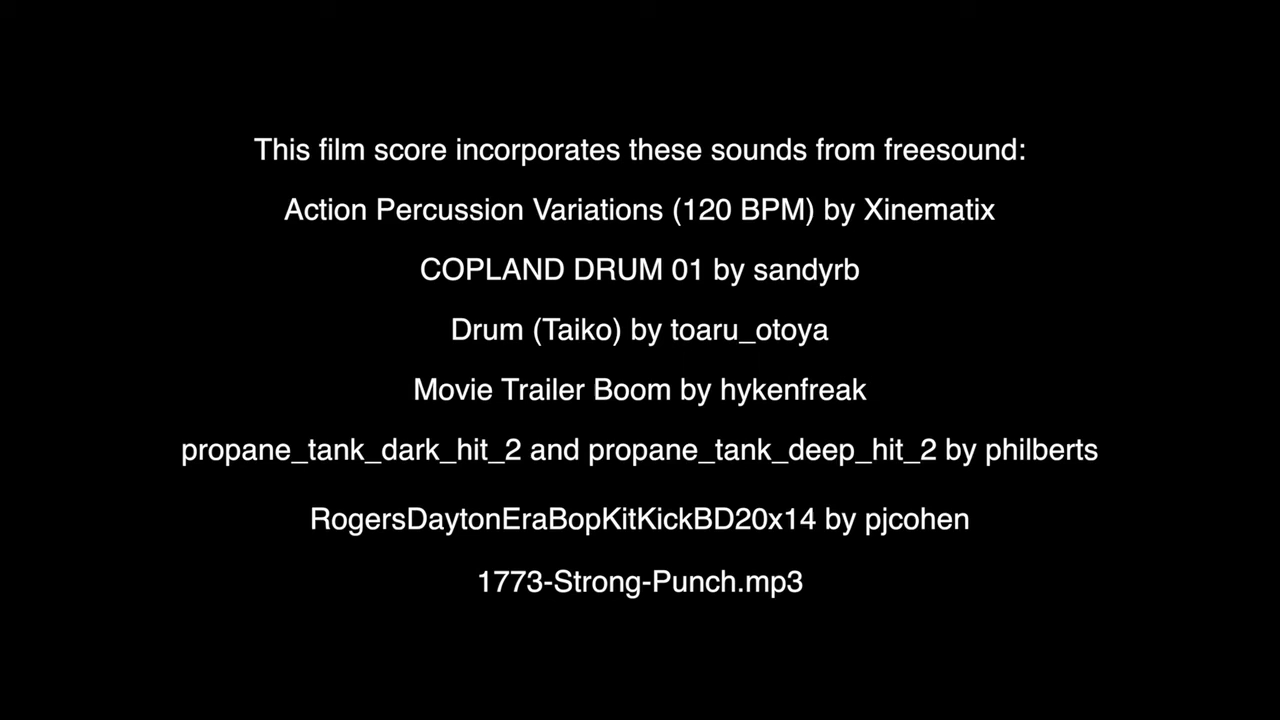 This film score incorporates these sounds from freesound:
Action Percussion Variations (120 BPM) by Xinematix
COPLAND DRUM 01 by sandyrb
Drum (Taiko) by toaru_otoya
Movie Trailer Boom by hykenfreak
propane_tank_dark_hit_2 and propane_tank_deep_hit_2 by philberts
RogersDaytonEraBopKitKickBD20x14 by pjcohen
1773-Strong-Punch.mp3